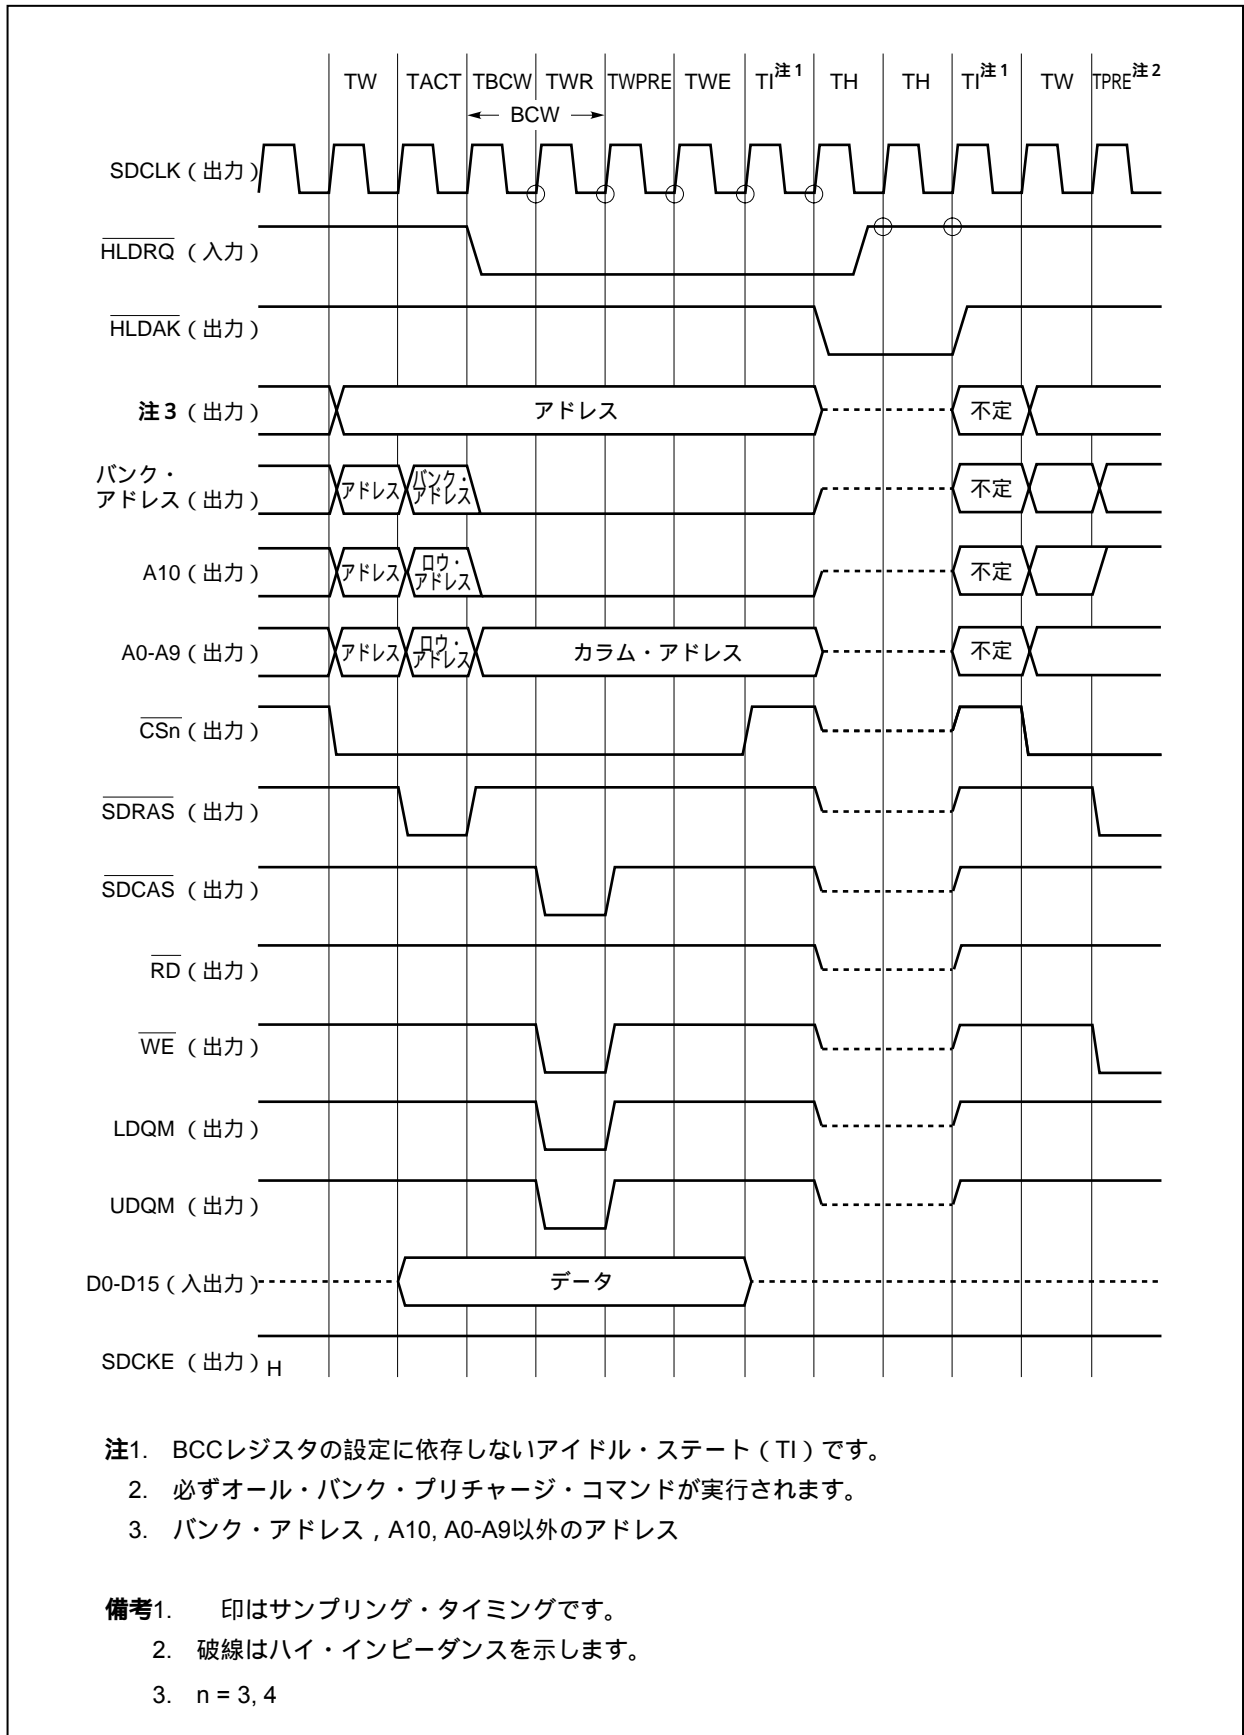 TW TACT TBCW TWR TWPRE TWE TI注1 TH TH TI注1 TW TPRE注2
BCW
SDCLK（出力）
HLDRQ（入力）
HLDAK（出力）
注3（出力） アドレス 不定
バンク・
アドレス（出力） アドレス バンク・アドレス 不定
A10（出力） アドレス ロウ・アドレス 不定
A0-A9（出力） アドレス ロウ・アドレス カラム・アドレス 不定
CSn（出力）
SDRAS（出力）
SDCAS（出力）
RD（出力）
WE（出力）
LDQM（出力）
UDQM（出力）
D0-D15（入出力） データ
SDCKE（出力） H
注1. BCCレジスタの設定に依存しないアイドル・ステート（TI）です。
2. 必ずオール・バンク・プリチャージ・コマンドが実行されます。
3. バンク・アドレス，A10, A0-A9以外のアドレス
備考1. 印はサンプリング・タイミングです。
2. 破線はハイ・インピーダンスを示します。
3. n = 3, 4